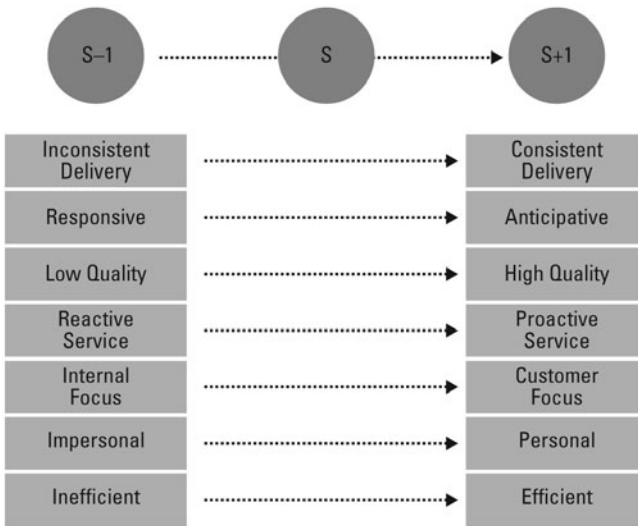 S–1
S
S+1
Inconsistent
Delivery
Consistent
Delivery
Responsive
Anticipative
Low Quality
High Quality
Reactive
Service
Proactive
Service
Internal
Focus
Customer
Focus
Impersonal
Personal
Inefficient
Efficient